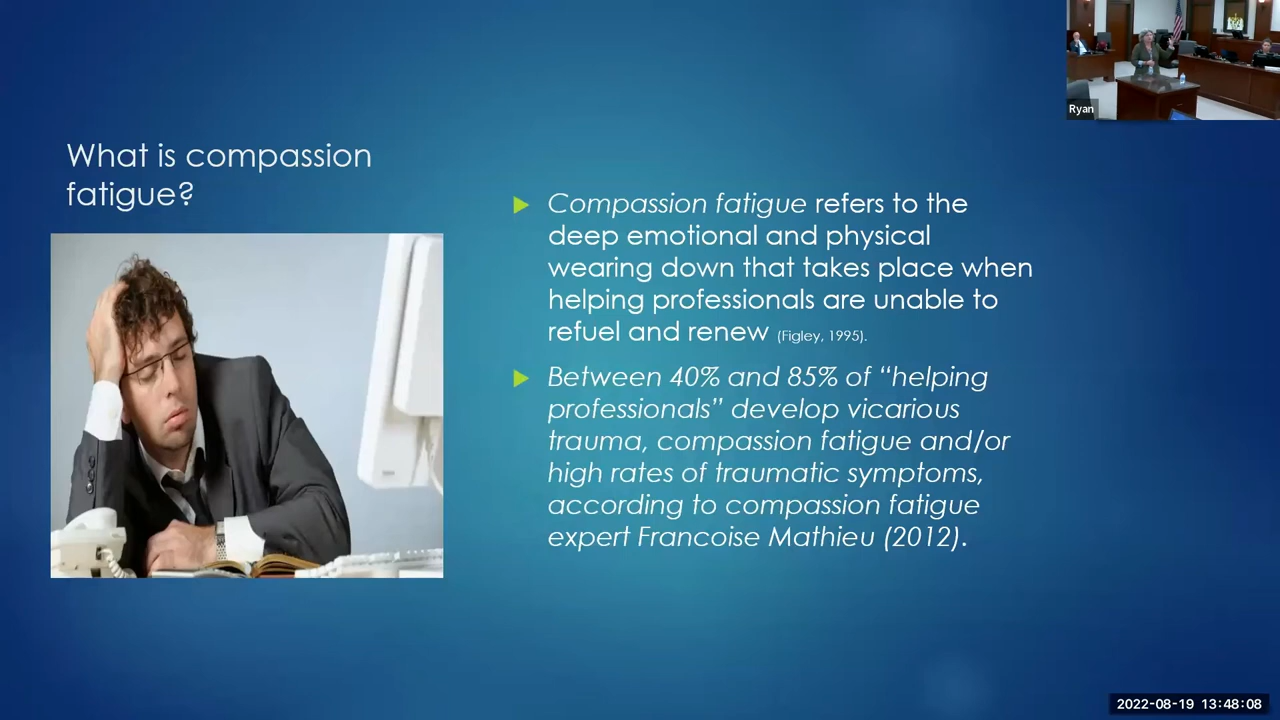 Ryan
What is compassion
fatigue?
Compassion fatigue refers to the
deep emotional and physical
wearing down that takes place when
helping professionals are unable to
refuel and renew (Figley, 1995).
Between 40% and 85% of “helping
professionals” develop vicarious
trauma, compassion fatigue and/or
high rates of traumatic symptoms,
according to compassion fatigue
expert Francoise Mathieu (2012).
2022-08-19 13:48:08